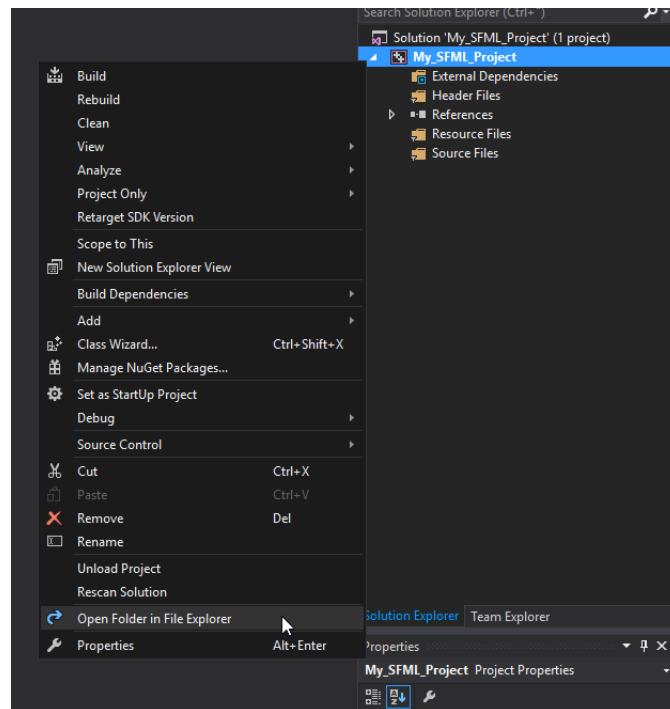 Search Solution Explorer (Ctrl+¨)
Solution 'My_SFML_Project' (1 project)
My_SFML_Project
External Dependencies
Header Files
References
Resource Files
Source Files
Build
Rebuild
Clean
View
Analyze
Project Only
Retarget SDK Version
Scope to This
New Solution Explorer View
Build Dependencies
Add
Class Wizard... Ctrl+Shift+X
Manage NuGet Packages...
Set as StartUp Project
Debug
Source Control
Cut Ctrl+X
Paste Ctrl+V
Remove Del
Rename
Unload Project
Rescan Solution
Open Folder in File Explorer
Properties Alt+Enter
Solution Explorer Team Explorer
Properties
My_SFML_Project Project Properties